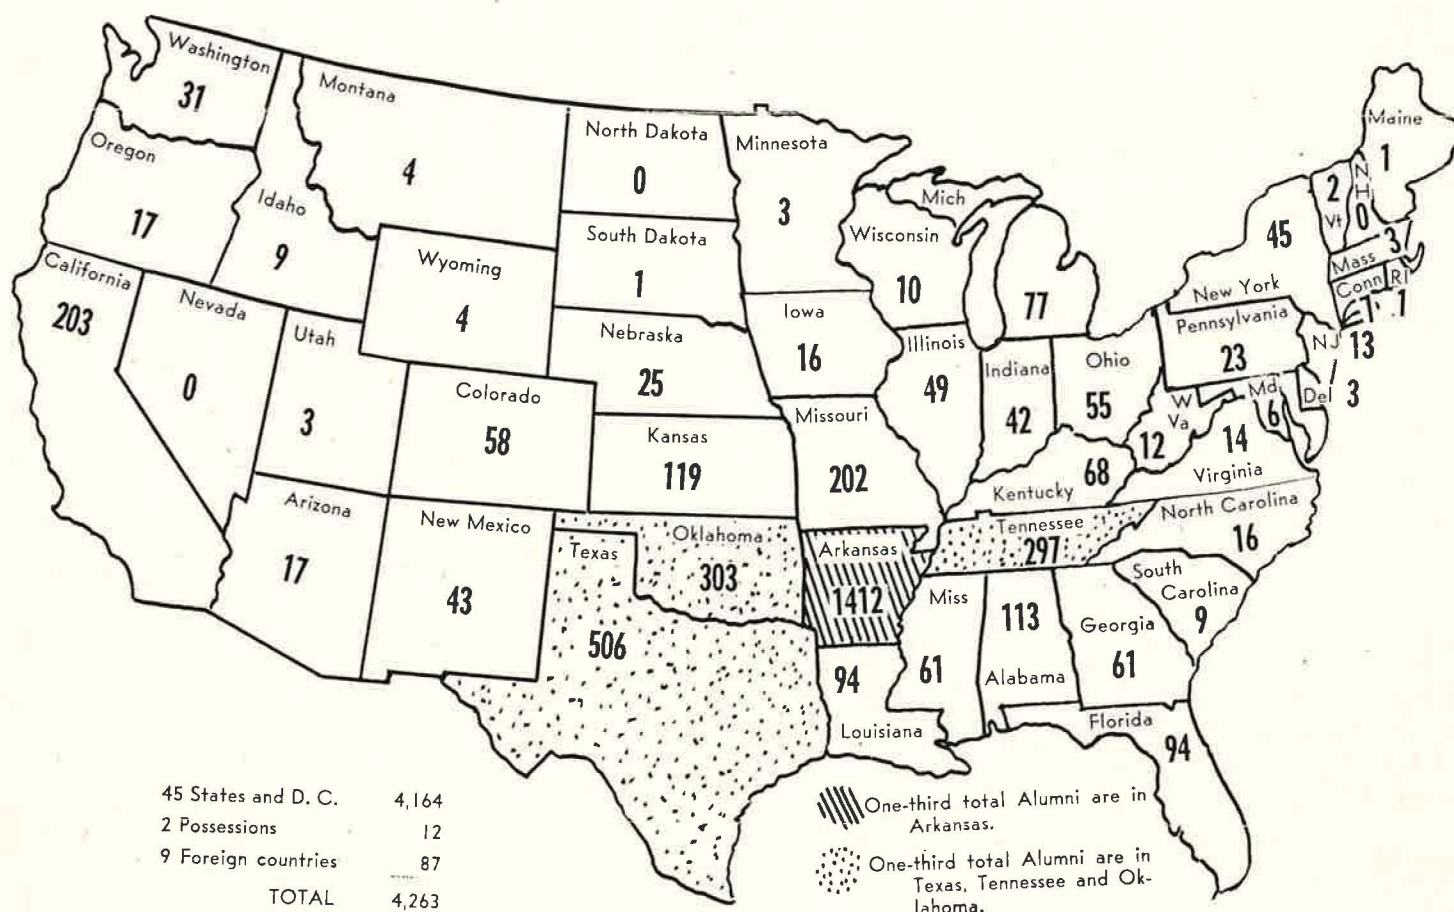 Washington
31
Montana
4
North Dakota
0
Minnesota
3
Maine
1
Oregon
17
Idaho
9
South Dakota
1
Wyoming
4
Mich
77
Wisconsin
10
New York
45
2
Vt
N
H
0
Mass 3
Conn
7
RI
1
California
203
Nevada
0
Utah
3
Colorado
58
Nebraska
25
Iowa
16
Illinois
49
Indiana
42
Ohio
55
Pennsylvania
23
NJ 13
Del 3
Md
6
W
Va
12
14
Virginia
Kansas
119
Missouri
202
68
Kentucky
Arizona
17
New Mexico
43
Texas
506
Oklahoma
303
Arkansas
1412
Tennessee
297
North Carolina
16
South
Carolina
9
Miss
61
113
Alabama
Georgia
61
94
Louisiana
Florida
94
45 States and D. C. 4,164
2 Possessions 12
9 Foreign countries 87
TOTAL 4,263
One-third total Alumni are in
Arkansas.
One-third total Alumni are in
Texas, Tennessee and Ok-
lahoma.